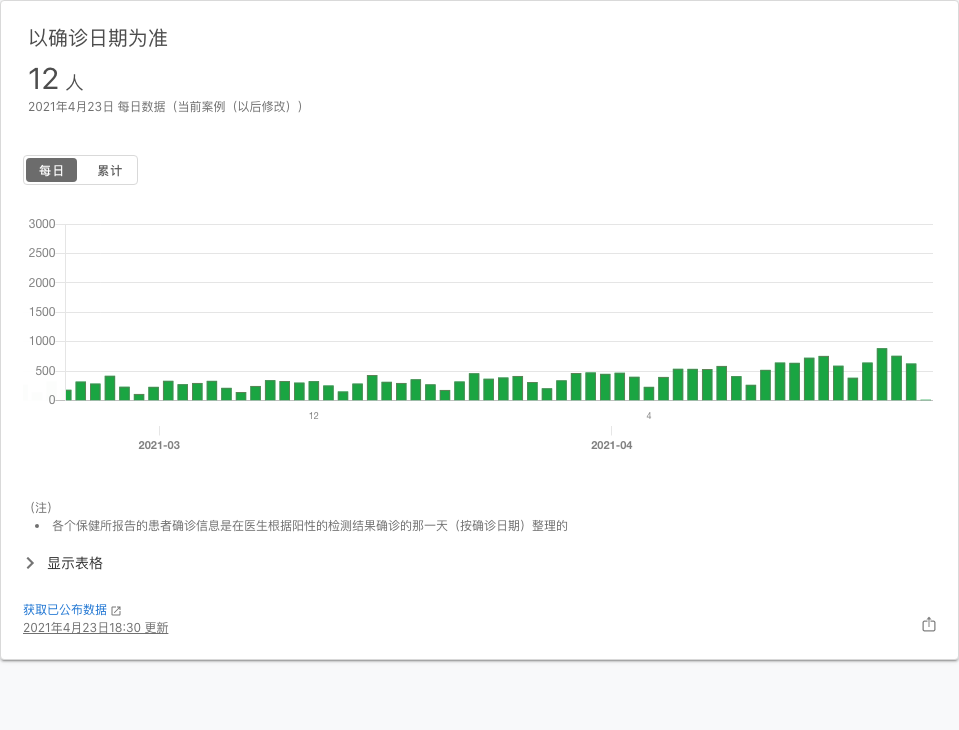 以确诊日期为准
12 人
2021年4月23日 每日数据（当前案例（以后修改））
每日 累计
3000
2500
2000
1500
1000
500
0
12 4
2021-03 2021-04
（注）
• 各个保健所报告的患者确诊信息是在医生根据阳性的检测结果确诊的那一天（按确诊日期）整理的
显示表格
获取已公布数据
2021年4月23日18:30 更新